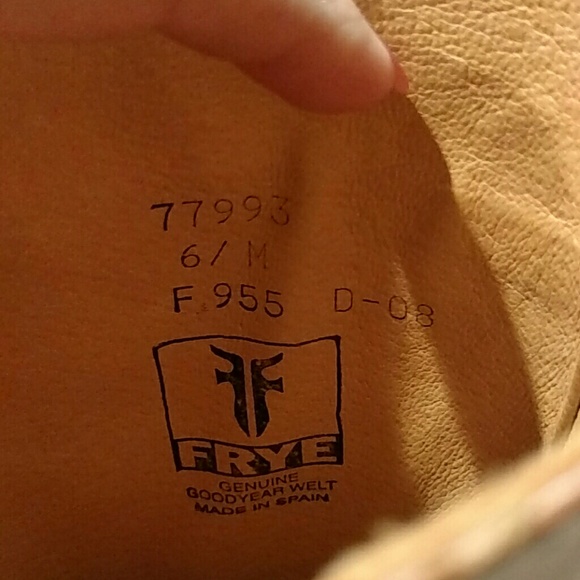 77993
6/ M
F 955 D-08
FRYE
GENUINE
GOODYEAR WELT
MADE IN SPAIN